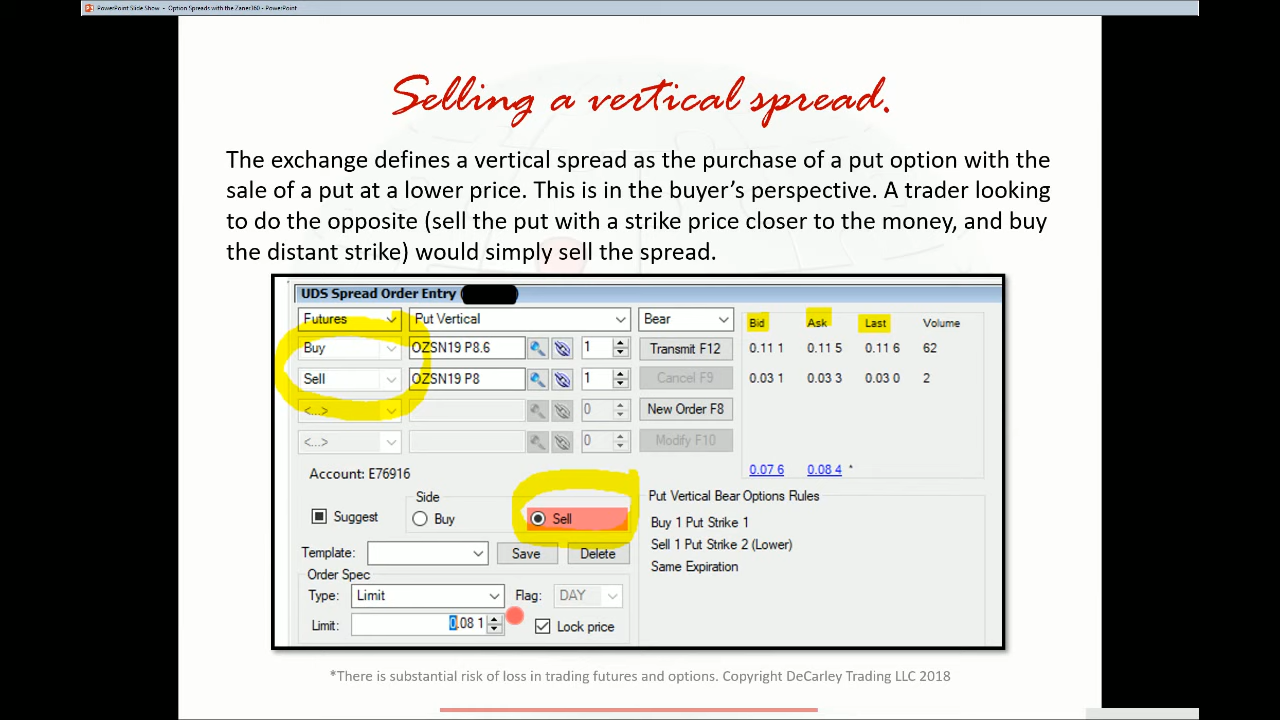 PowerPoint Slide Show - Option Spreads with the Zaner360 - PowerPoint
Selling a vertical spread.
The exchange defines a vertical spread as the purchase of a put option with the
sale of a put at a lower price. This is in the buyer's perspective. A trader looking
to do the opposite (sell the put with a strike price closer to the money, and buy
the distant strike) would simply sell the spread.
UDS Spread Order Entry (
Futures Put Vertical Bear Bid Ask Last Volume
Buy OZSN19 P8.6 1 Transmit F12 0.11 1 0.11 5 0.11 6 62
Sell OZSN19 P8 1 Cancel F9 0.03 1 0.03 3 0.03 0 2
<...> 0 New Order F8
<...> 0 Modify F10
0.07 6 0.08 4 *
Account: E76916
Side Put Vertical Bear Options Rules
Suggest Buy Sell Buy 1 Put Strike 1
Sell 1 Put Strike 2 (Lower)
Template: Save Delete Same Expiration
Order Spec
Type: Limit Flag: DAY
Limit: 0.08 1 Lock price
*There is substantial risk of loss in trading futures and options. Copyright DeCarley Trading LLC 2018